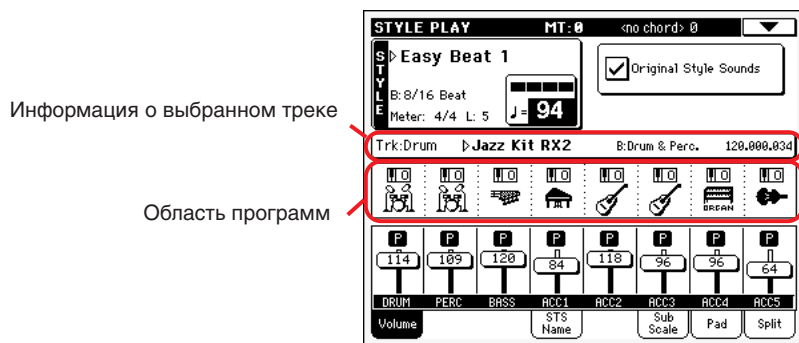 STYLE PLAY MT:0 <no chord> 0
STYLE
Easy Beat 1
Original Style Sounds
B:8/16 Beat
Meter: 4/4 L: 5 ♩= 94
Информация о выбранном треке
Trk:Drum Jazz Kit RX2 B:Drum & Perc. 120.000.034
Область программ
ORGAN
P P P P P P P P
114 109 120 84 118 96 96 64
DRUM PERC BASS ACC1 ACC2 ACC3 ACC4 ACC5
Volume STS Name Sub Scale Pad Split